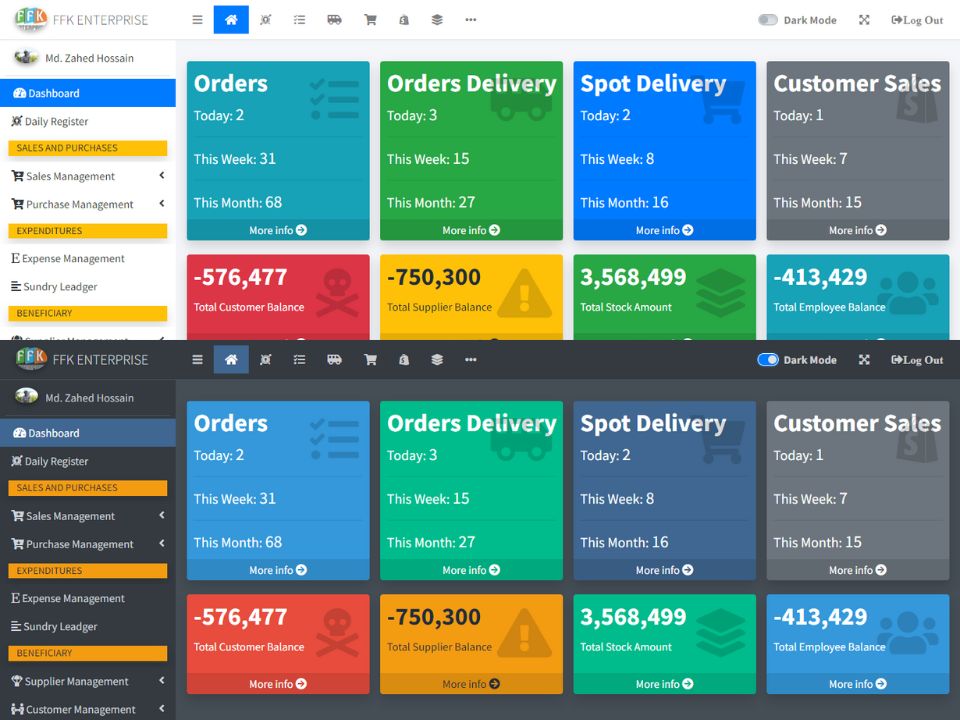 FFK ENTERPRISE
Dark Mode
Log Out
Md. Zahed Hossain
Dashboard
Daily Register
SALES AND PURCHASES
Sales Management
Purchase Management
EXPENDITURES
Expense Management
Sundry Leadger
BENEFICIARY
Orders
Today: 2
This Week: 31
This Month: 68
More info
Orders Delivery
Today: 3
This Week: 15
This Month: 27
More info
Spot Delivery
Today: 2
This Week: 8
This Month: 16
More info
Customer Sales
Today: 1
This Week: 7
This Month: 15
More info
-576,477
Total Customer Balance
-750,300
Total Supplier Balance
3,568,499
Total Stock Amount
-413,429
Total Employee Balance
FFK ENTERPRISE
Dark Mode
Log Out
Md. Zahed Hossain
Dashboard
Daily Register
SALES AND PURCHASES
Sales Management
Purchase Management
EXPENDITURES
Expense Management
Sundry Leadger
BENEFICIARY
Supplier Management
Customer Management
Orders
Today: 2
This Week: 31
This Month: 68
More info
Orders Delivery
Today: 3
This Week: 15
This Month: 27
More info
Spot Delivery
Today: 2
This Week: 8
This Month: 16
More info
Customer Sales
Today: 1
This Week: 7
This Month: 15
More info
-576,477
Total Customer Balance
More info
-750,300
Total Supplier Balance
More info
3,568,499
Total Stock Amount
More info
-413,429
Total Employee Balance
More info